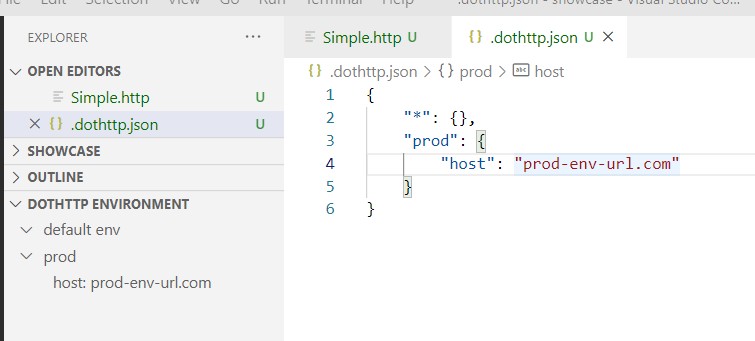 File Edit Selection View Go Run Terminal Help .dothttp.json - showcase - Visual Studio Co...
EXPLORER ...
Simple.http U
{} .dothttp.json U ×
OPEN EDITORS
Simple.http U
× {} .dothttp.json U
SHOWCASE
OUTLINE
DOTHTTP ENVIRONMENT
default env
prod
host: prod-env-url.com
{} .dothttp.json > {} prod > abc host
1 {
2 "*": {},
3 "prod": {
4 "host": "prod-env-url.com"
5 }
6 }